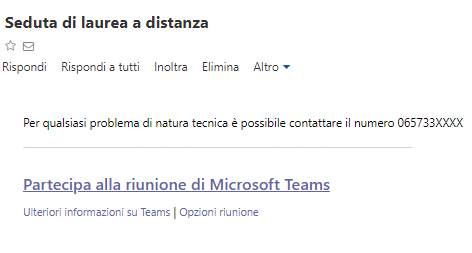 Seduta di laurea a distanza
Rispondi Rispondi a tutti Inoltra Elimina Altro
Per qualsiasi problema di natura tecnica è possibile contattare il numero 065733XXXX
Partecipa alla riunione di Microsoft Teams
Ulteriori informazioni su Teams | Opzioni riunione